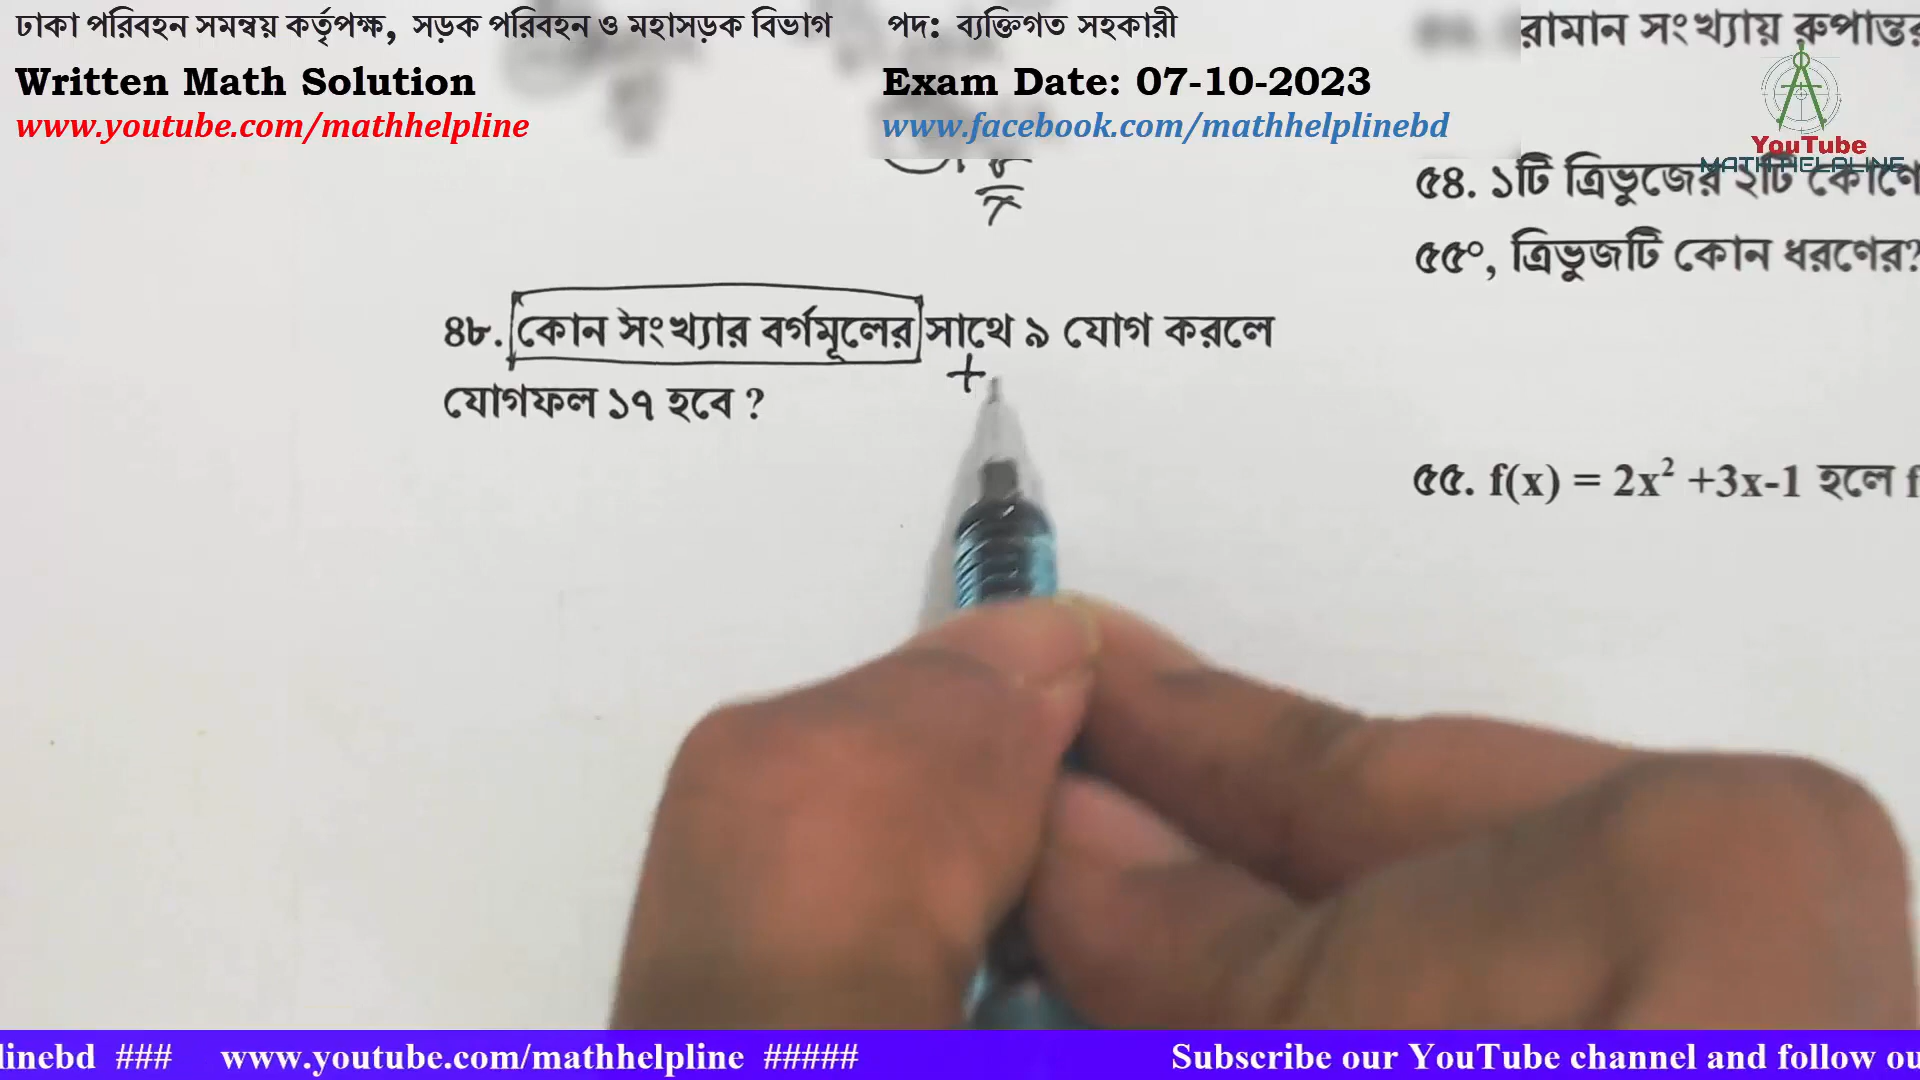 ঢাকা পরিবহন সমন্বয় কর্তৃপক্ষ, সড়ক পরিবহন ও মহাসড়ক বিভাগ
পদ: ব্যক্তিগত সহকারী
Written Math Solution
Exam Date: 07-10-2023
www.youtube.com/mathhelpline
www.facebook.com/mathhelplinebd
রামান সংখ্যায় রুপান্তর
YouTube
MATH HELPLINE
৫৪. ১টি ত্রিভুজের ২টি কোণে
৫৫°, ত্রিভুজটি কোন ধরণের?
৪৮. কোন সংখ্যার বর্গমূলের সাথে ৯ যোগ করলে
+
যোগফল ১৭ হবে ?
৫৫. f(x) = 2x² +3x-1 হলে f
linebd ### www.youtube.com/mathhelpline ##### Subscribe our YouTube channel and follow ou